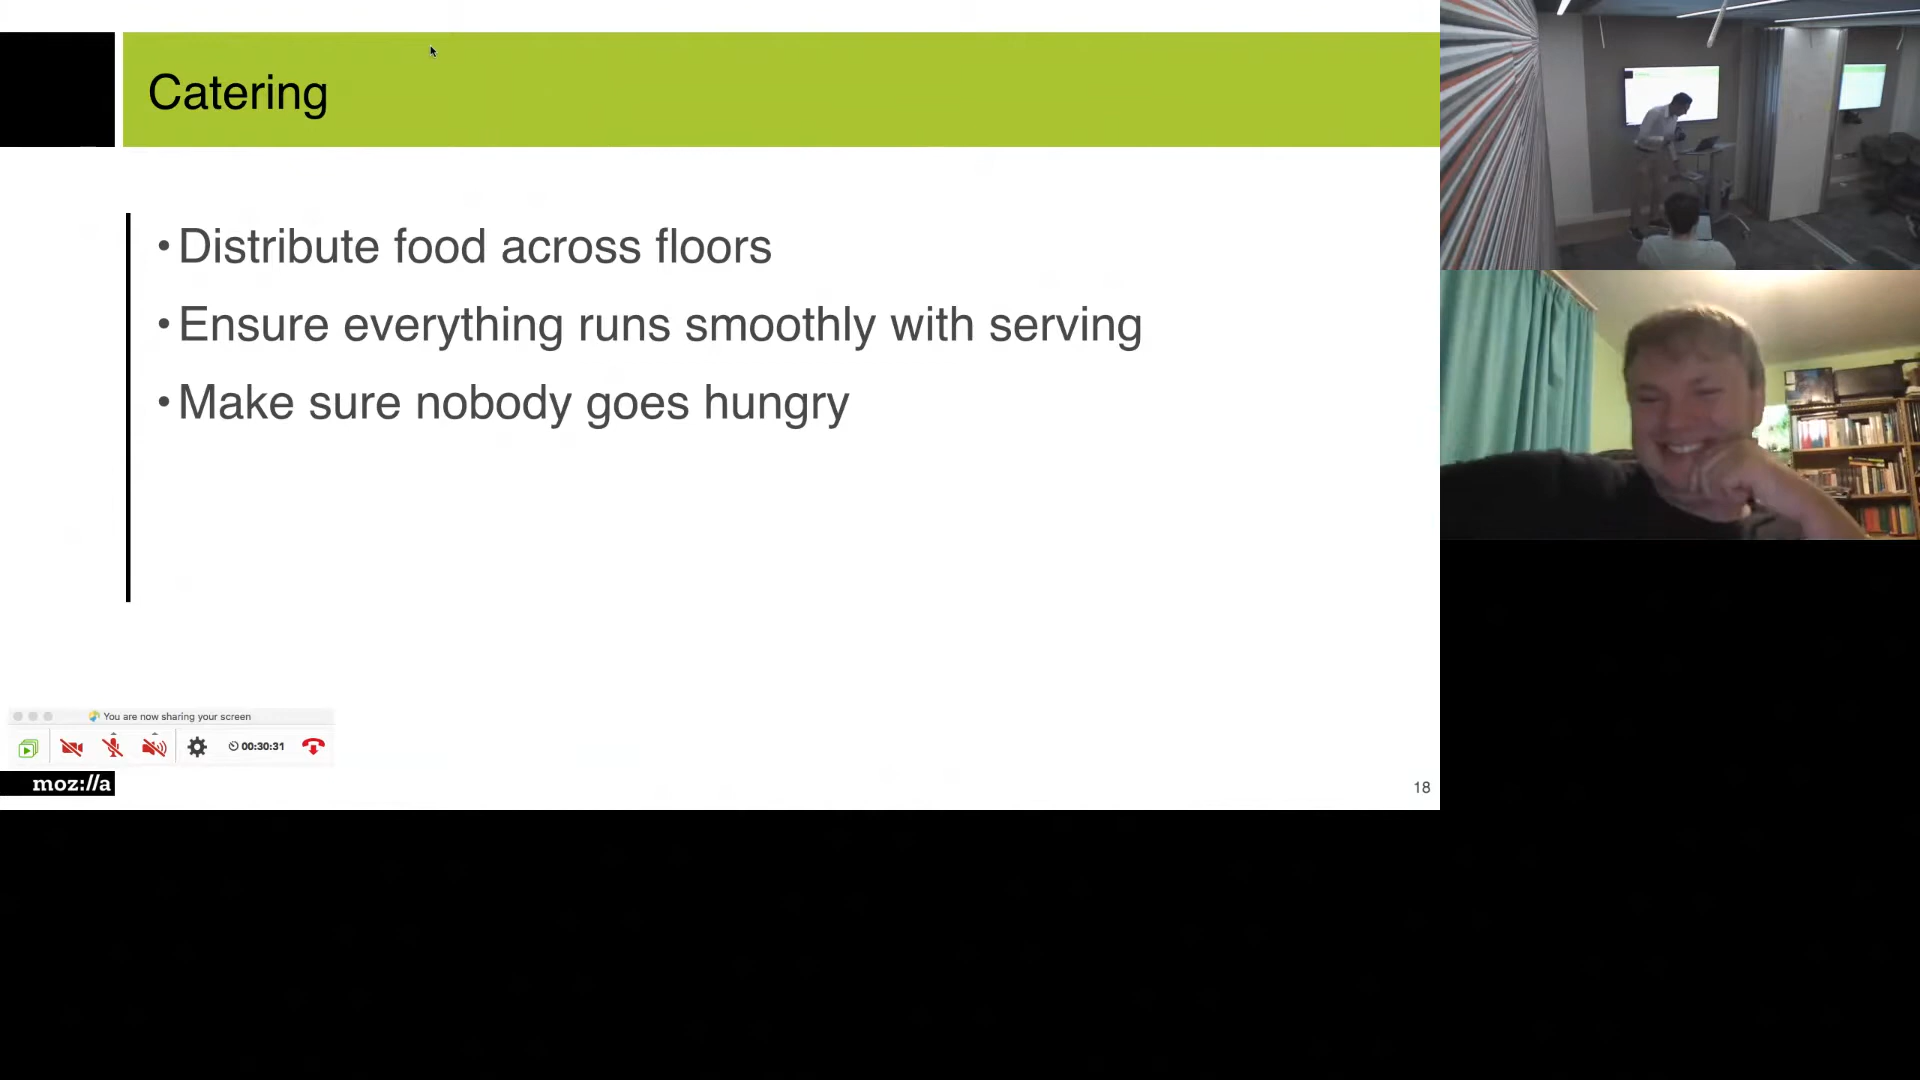 Catering
•Distribute food across floors
•Ensure everything runs smoothly with serving
•Make sure nobody goes hungry
You are now sharing your screen
00:30:31
moz://a
18